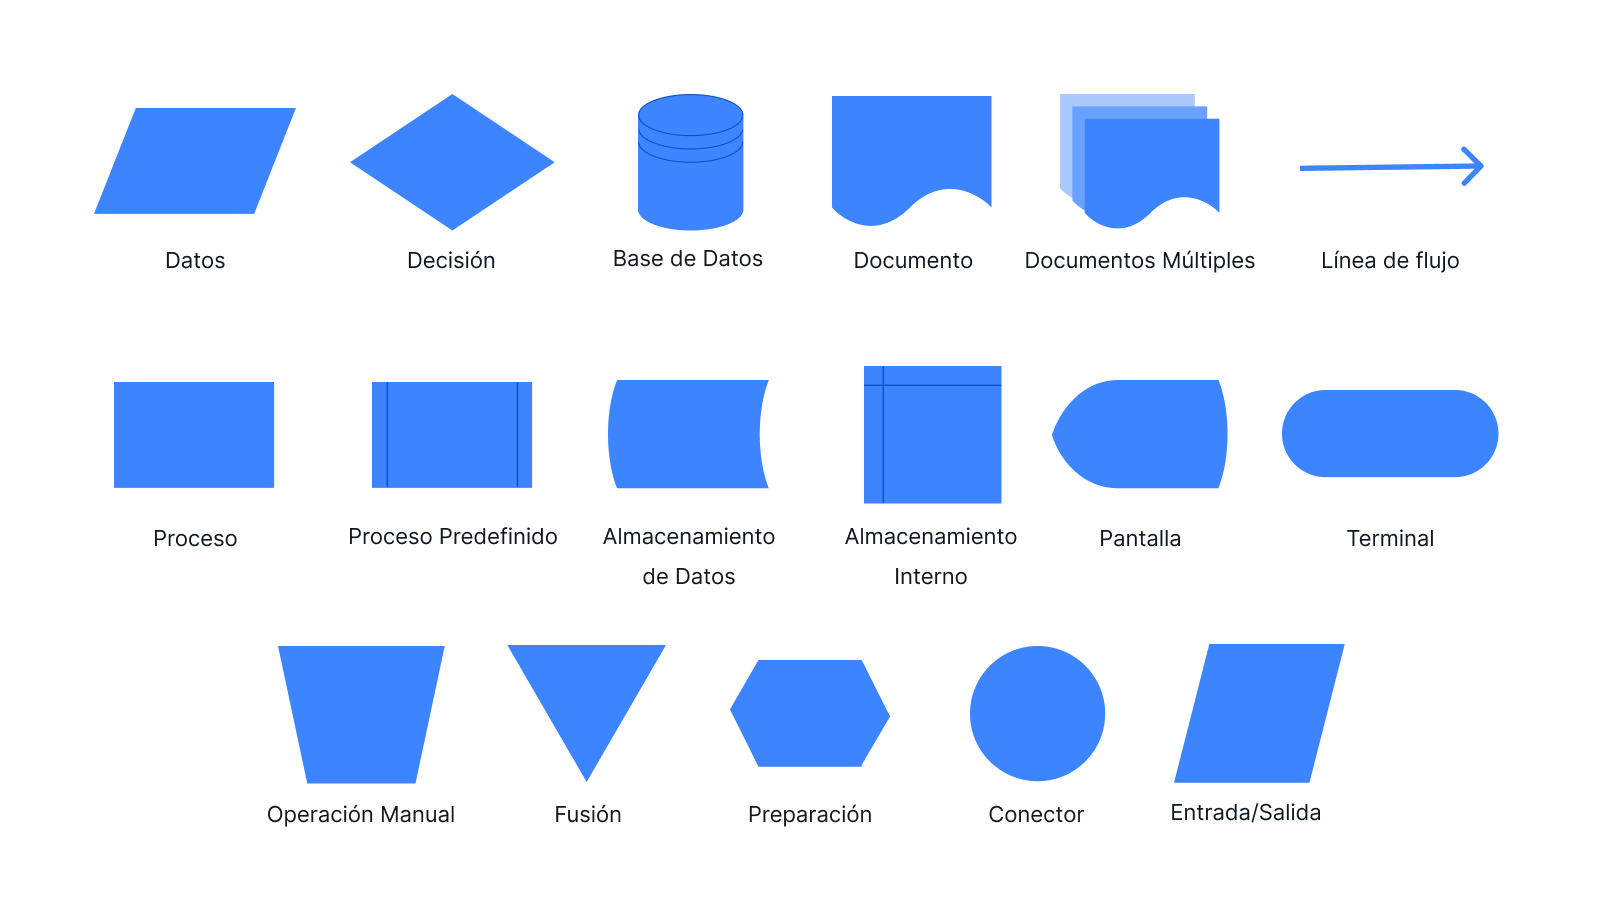 Datos
Decisión
Base de Datos
Documento
Documentos Múltiples
Línea de flujo
Proceso
Proceso Predefinido
Almacenamiento
de Datos
Almacenamiento
Interno
Pantalla
Terminal
Operación Manual
Fusión
Preparación
Conector
Entrada/Salida